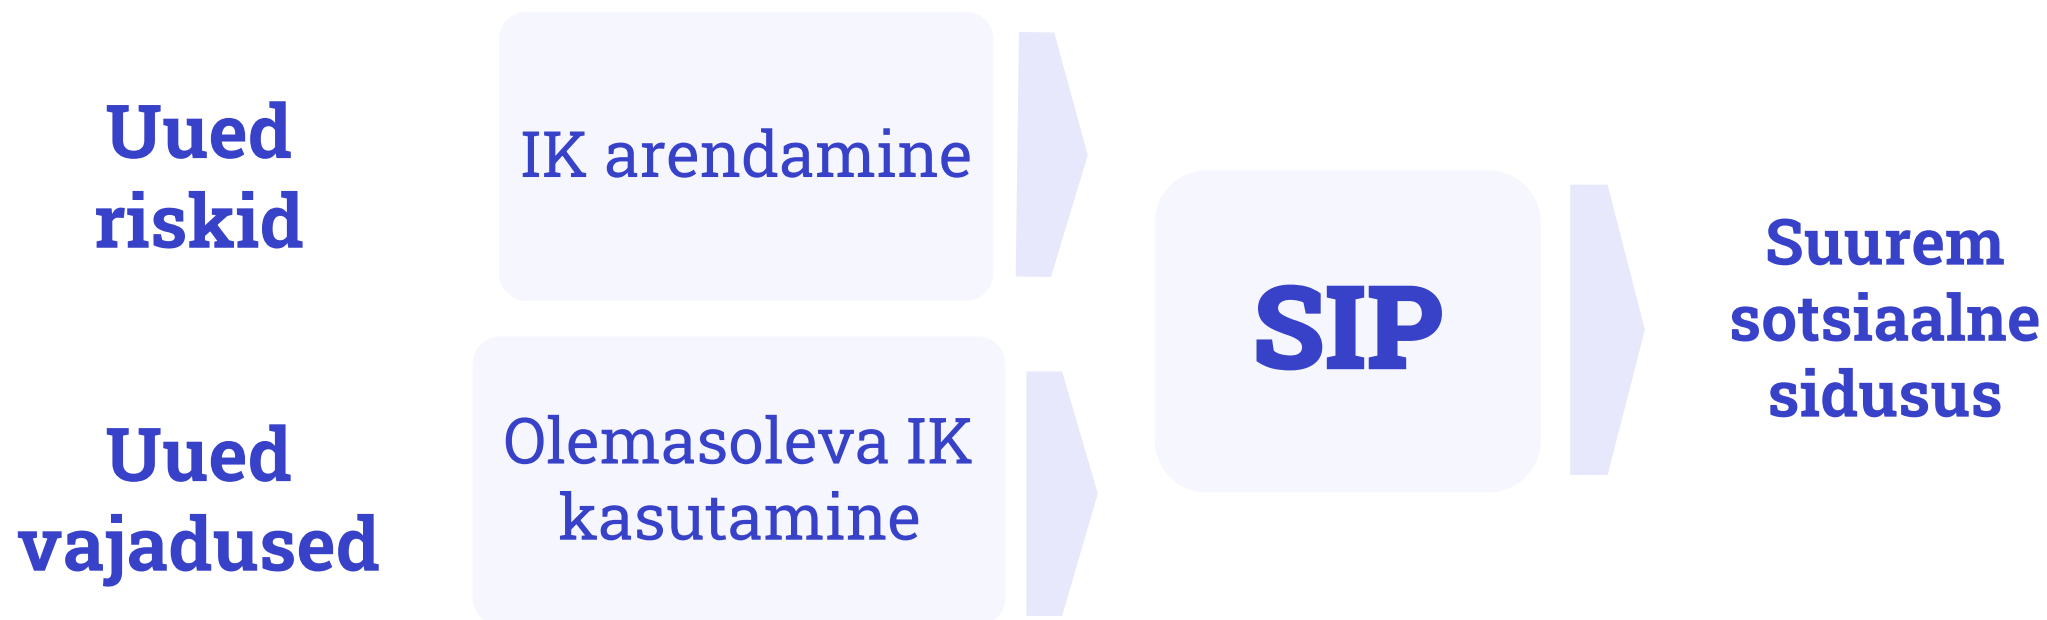 Uued
riskid
IK arendamine
Uued
vajadused
Olemasoleva IK
kasutamine
SIP
Suurem
sotsiaalne
sidusus